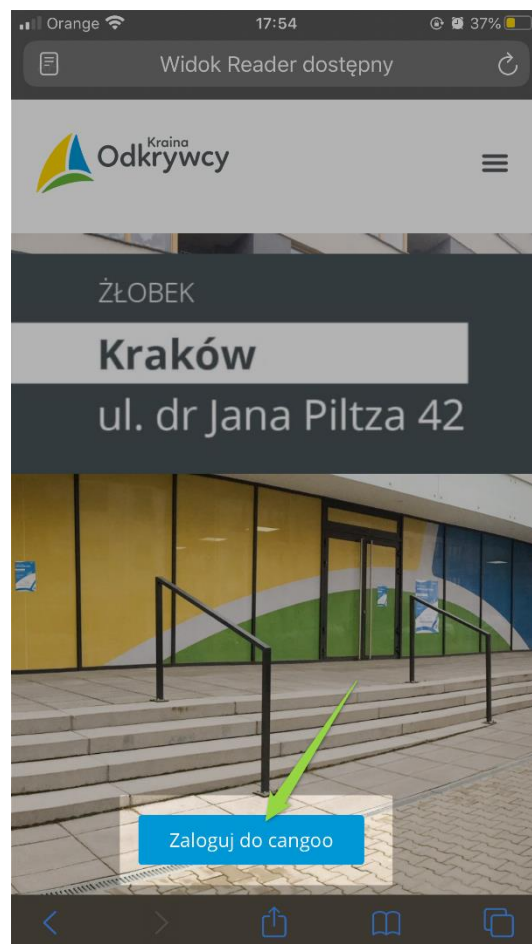 Orange
17:54
37%
Widok Reader dostępny
Kraina
Odkrywcy
ŻŁOBEK
Kraków
ul. dr Jana Piltza 42
Zaloguj do cangoo